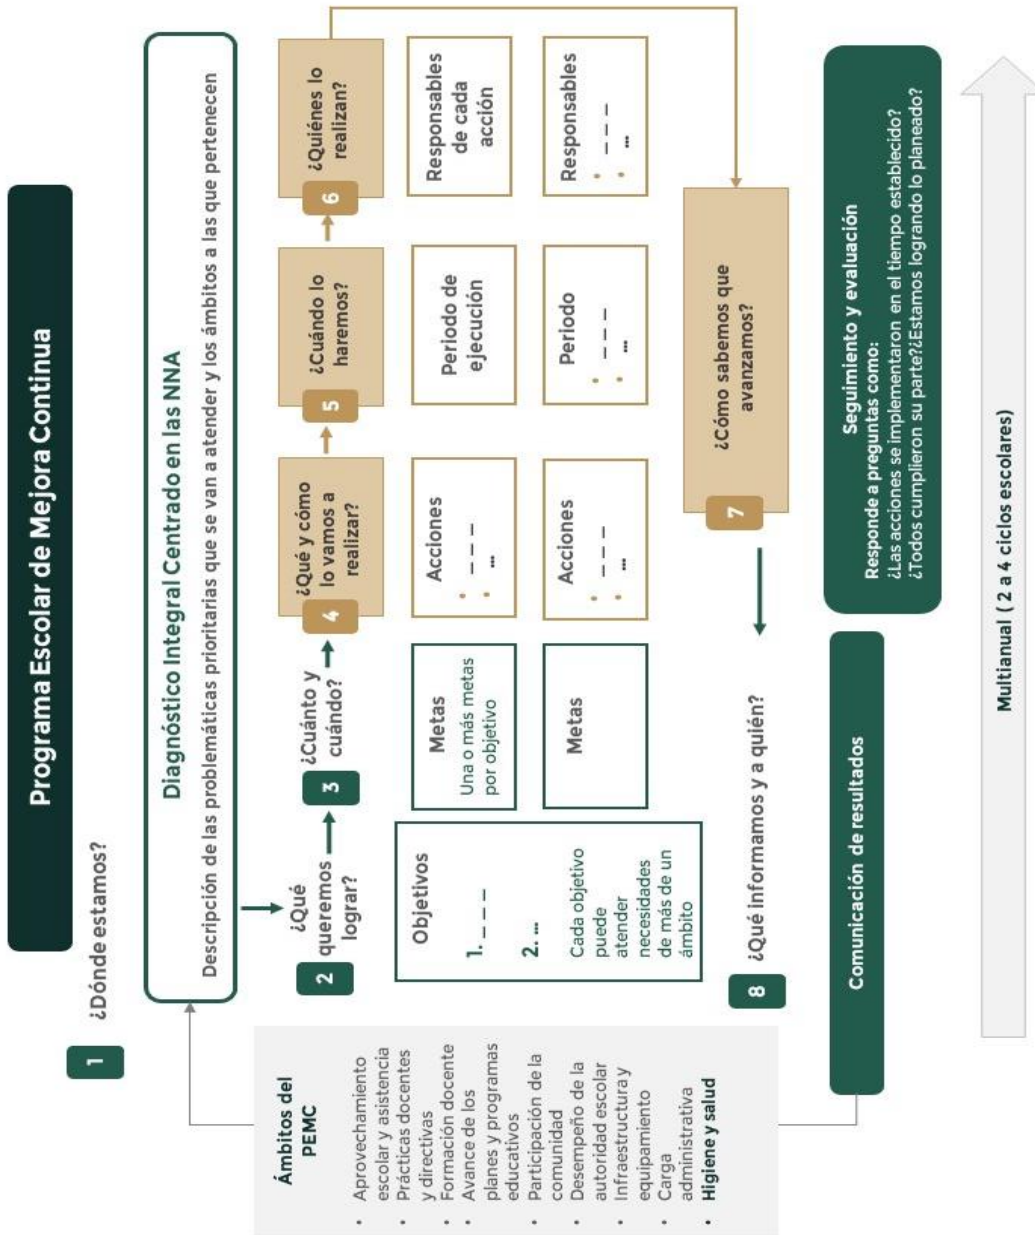 Programa Escolar de Mejora Continua
1
¿Dónde estamos?
Diagnóstico Integral Centrado en las NNA
Descripción de las problemáticas prioritarias que se van a atender y los ámbitos a las que pertenecen
Ámbitos del
PEMC
• Aprovechamiento
escolar y asistencia
• Prácticas docentes
y directivas
• Formación docente
• Avance de los
planes y programas
educativos
• Participación de la
comunidad
• Desempeño de la
autoridad escolar
• Infraestructura y
equipamiento
• Carga
administrativa
• Higiene y salud
2
¿Qué
queremos
lograr?
3
¿Cuánto y
cuándo?
4
¿Qué y cómo
lo vamos a
realizar?
5
¿Cuándo lo
haremos?
6
¿Quiénes lo
realizan?
Objetivos
1. _ _ _
2. ...
Cada objetivo
puede
atender
necesidades
de más de un
ámbito
Metas
Una o más metas
por objetivo
Acciones
• _ _ _
• ...
Periodo de
ejecución
Responsables
de cada
acción
Metas
Acciones
• _ _ _
• ...
Periodo
• _ _ _
• ...
Responsables
• _ _ _
• ...
7
¿Cómo sabemos que
avanzamos?
8
¿Qué informamos y a quién?
Comunicación de resultados
Seguimiento y evaluación
Responde a preguntas como:
¿Las acciones se implementaron en el tiempo establecido?
¿Todos cumplieron su parte?¿Estamos logrando lo planeado?
Multianual ( 2 a 4 ciclos escolares)